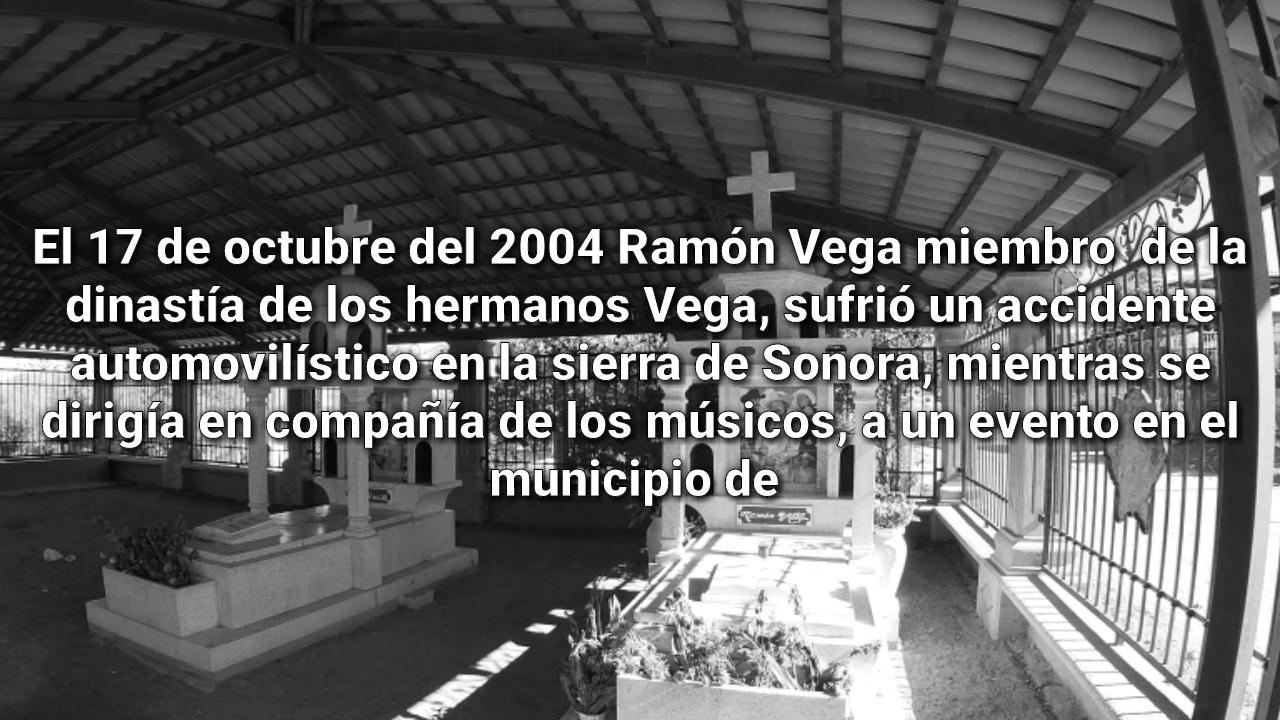 El 17 de octubre del 2004 Ramón Vega miembro  de la
dinastía de los hermanos Vega, sufrió un accidente
automovilístico en la sierra de Sonora, mientras se
dirigía en compañía de los músicos, a un evento en el
municipio de